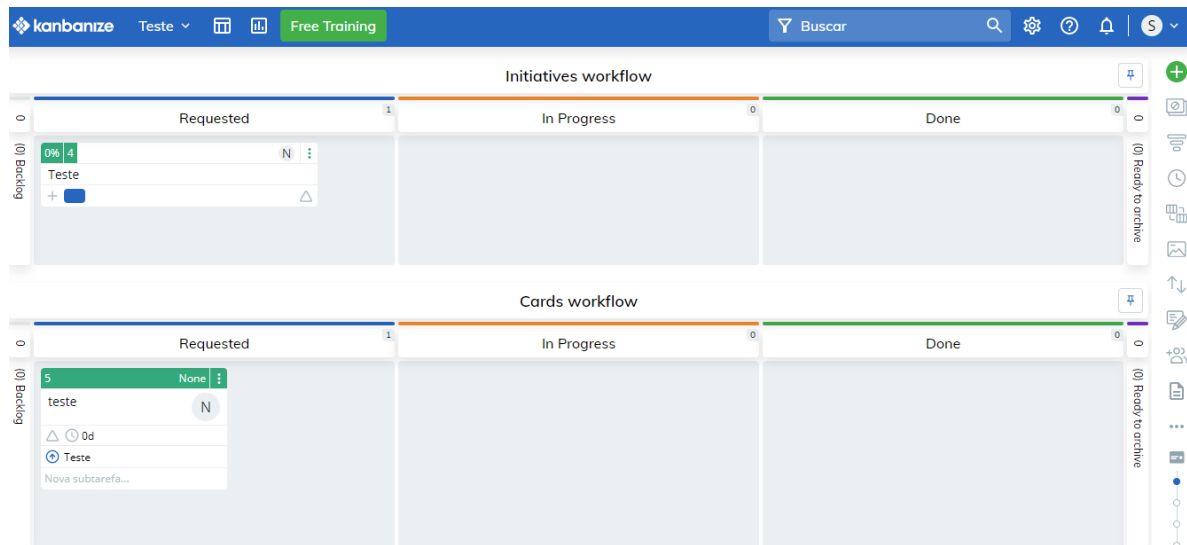 kanbanize Teste Free Training Buscar S
Initiatives workflow
0 Requested 1 In Progress 0 Done 0 0
(0) Backlog
0% 4 N
Teste
(0) Ready to archive
Cards workflow
0 Requested 1 In Progress 0 Done 0 0
(0) Backlog
5 None
teste N
0d
Teste
Nova subtarefa...
(0) Ready to archive